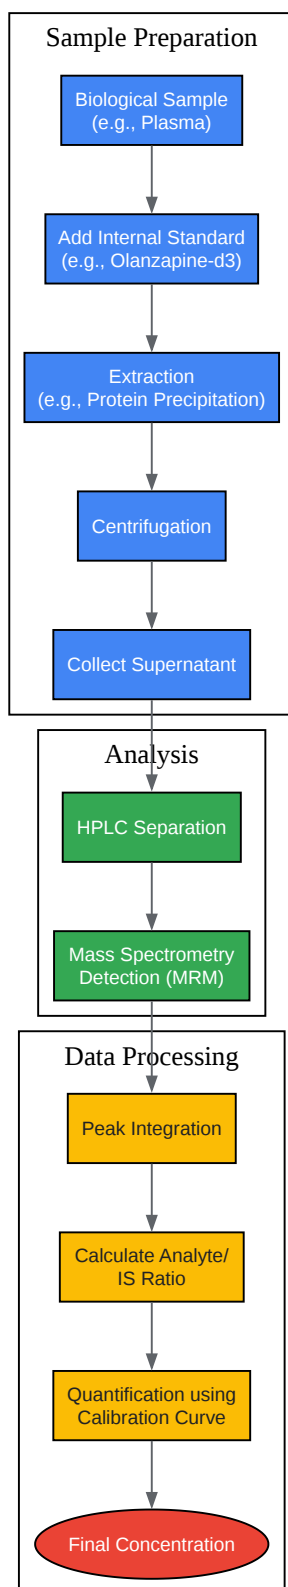 Sample Preparation
Biological Sample
(e.g., Plasma)
Add Internal Standard
(e.g., Olanzapine-d3)
Extraction
(e.g., Protein Precipitation)
Centrifugation
Collect Supernatant
Analysis
HPLC Separation
Mass Spectrometry
Detection (MRM)
Data Processing
Peak Integration
Calculate Analyte/
IS Ratio
Quantification using
Calibration Curve
Final Concentration